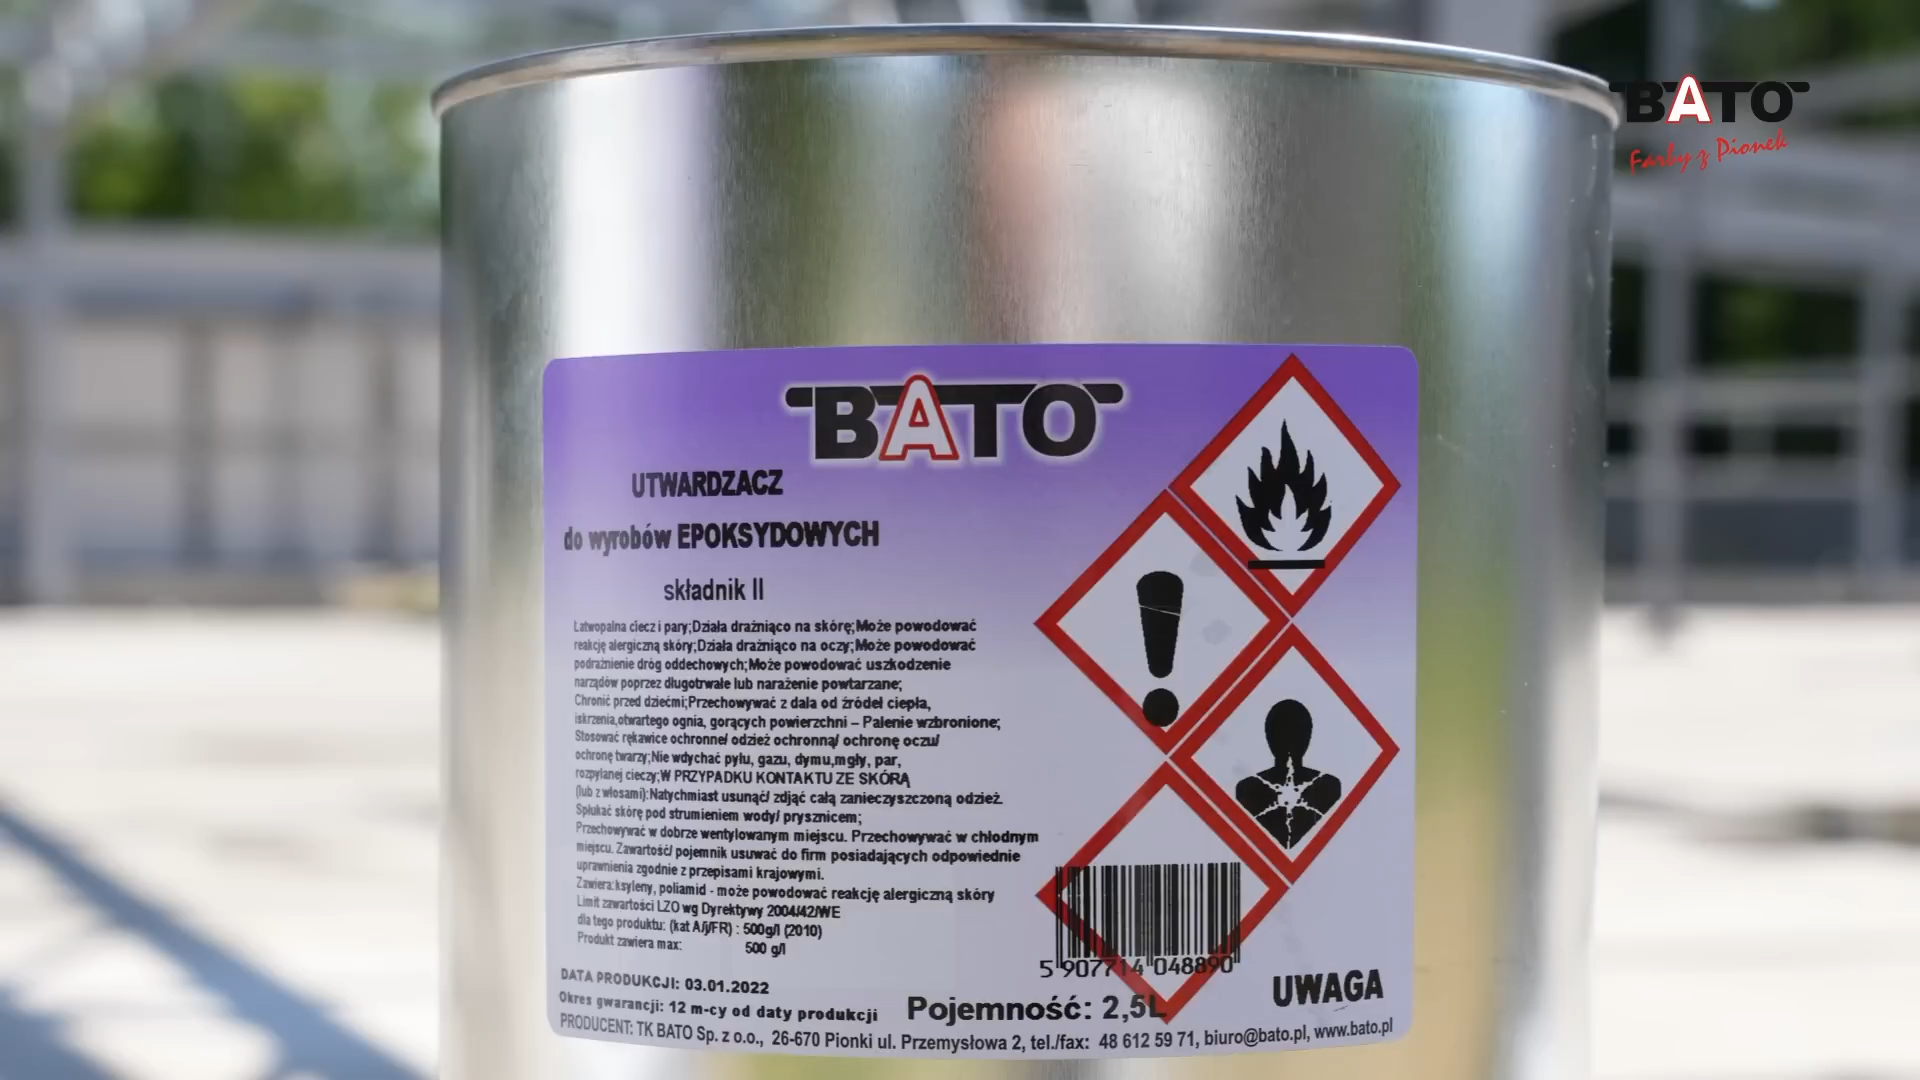 BATO
Farby z Pionek
BATO
UTWARDZACZ
do wyrobów EPOKSYDOWYCH
składnik II
Łatwopalna ciecz i pary;Działa drażniąco na skórę;Może powodować
reakcję alergiczną skóry;Działa drażniąco na oczy;Może powodować
podrażnienie dróg oddechowych;Może powodować uszkodzenie
narządów poprzez długotrwałe lub narażenie powtarzane;
Chronić przed dziećmi;Przechowywać z dala od źródeł ciepła,
iskrzenia,otwartego ognia, gorących powierzchni – Palenie wzbronione;
Stosować rękawice ochronne/ odzież ochronną/ ochronę oczu/
ochronę twarzy;Nie wdychać pyłu, gazu, dymu,mgły, par,
rozpylanej cieczy;W PRZYPADKU KONTAKTU ZE SKÓRĄ
(lub z włosami):Natychmiast usunąć/ zdjąć całą zanieczyszczoną odzież.
Spłukać skórę pod strumieniem wody/ prysznicem;
Przechowywać w dobrze wentylowanym miejscu. Przechowywać w chłodnym
miejscu. Zawartość/ pojemnik usuwać do firm posiadających odpowiednie
uprawnienia zgodnie z przepisami krajowymi.
Zawiera:ksyleny, poliamid - może powodować reakcję alergiczną skóry
Limit zawartości LZO wg Dyrektywy 2004/42/WE
dla tego produktu: (kat A/j/FR) : 500g/l (2010)
Produkt zawiera max: 500 g/l
5 907714 048890
DATA PRODUKCJI: 03.01.2022
Okres gwarancji: 12 m-cy od daty produkcji
Pojemność: 2,5L
UWAGA
PRODUCENT: TK BATO Sp. z o.o., 26-670 Pionki ul. Przemysłowa 2, tel./fax: 48 612 59 71, biuro@bato.pl, www.bato.pl